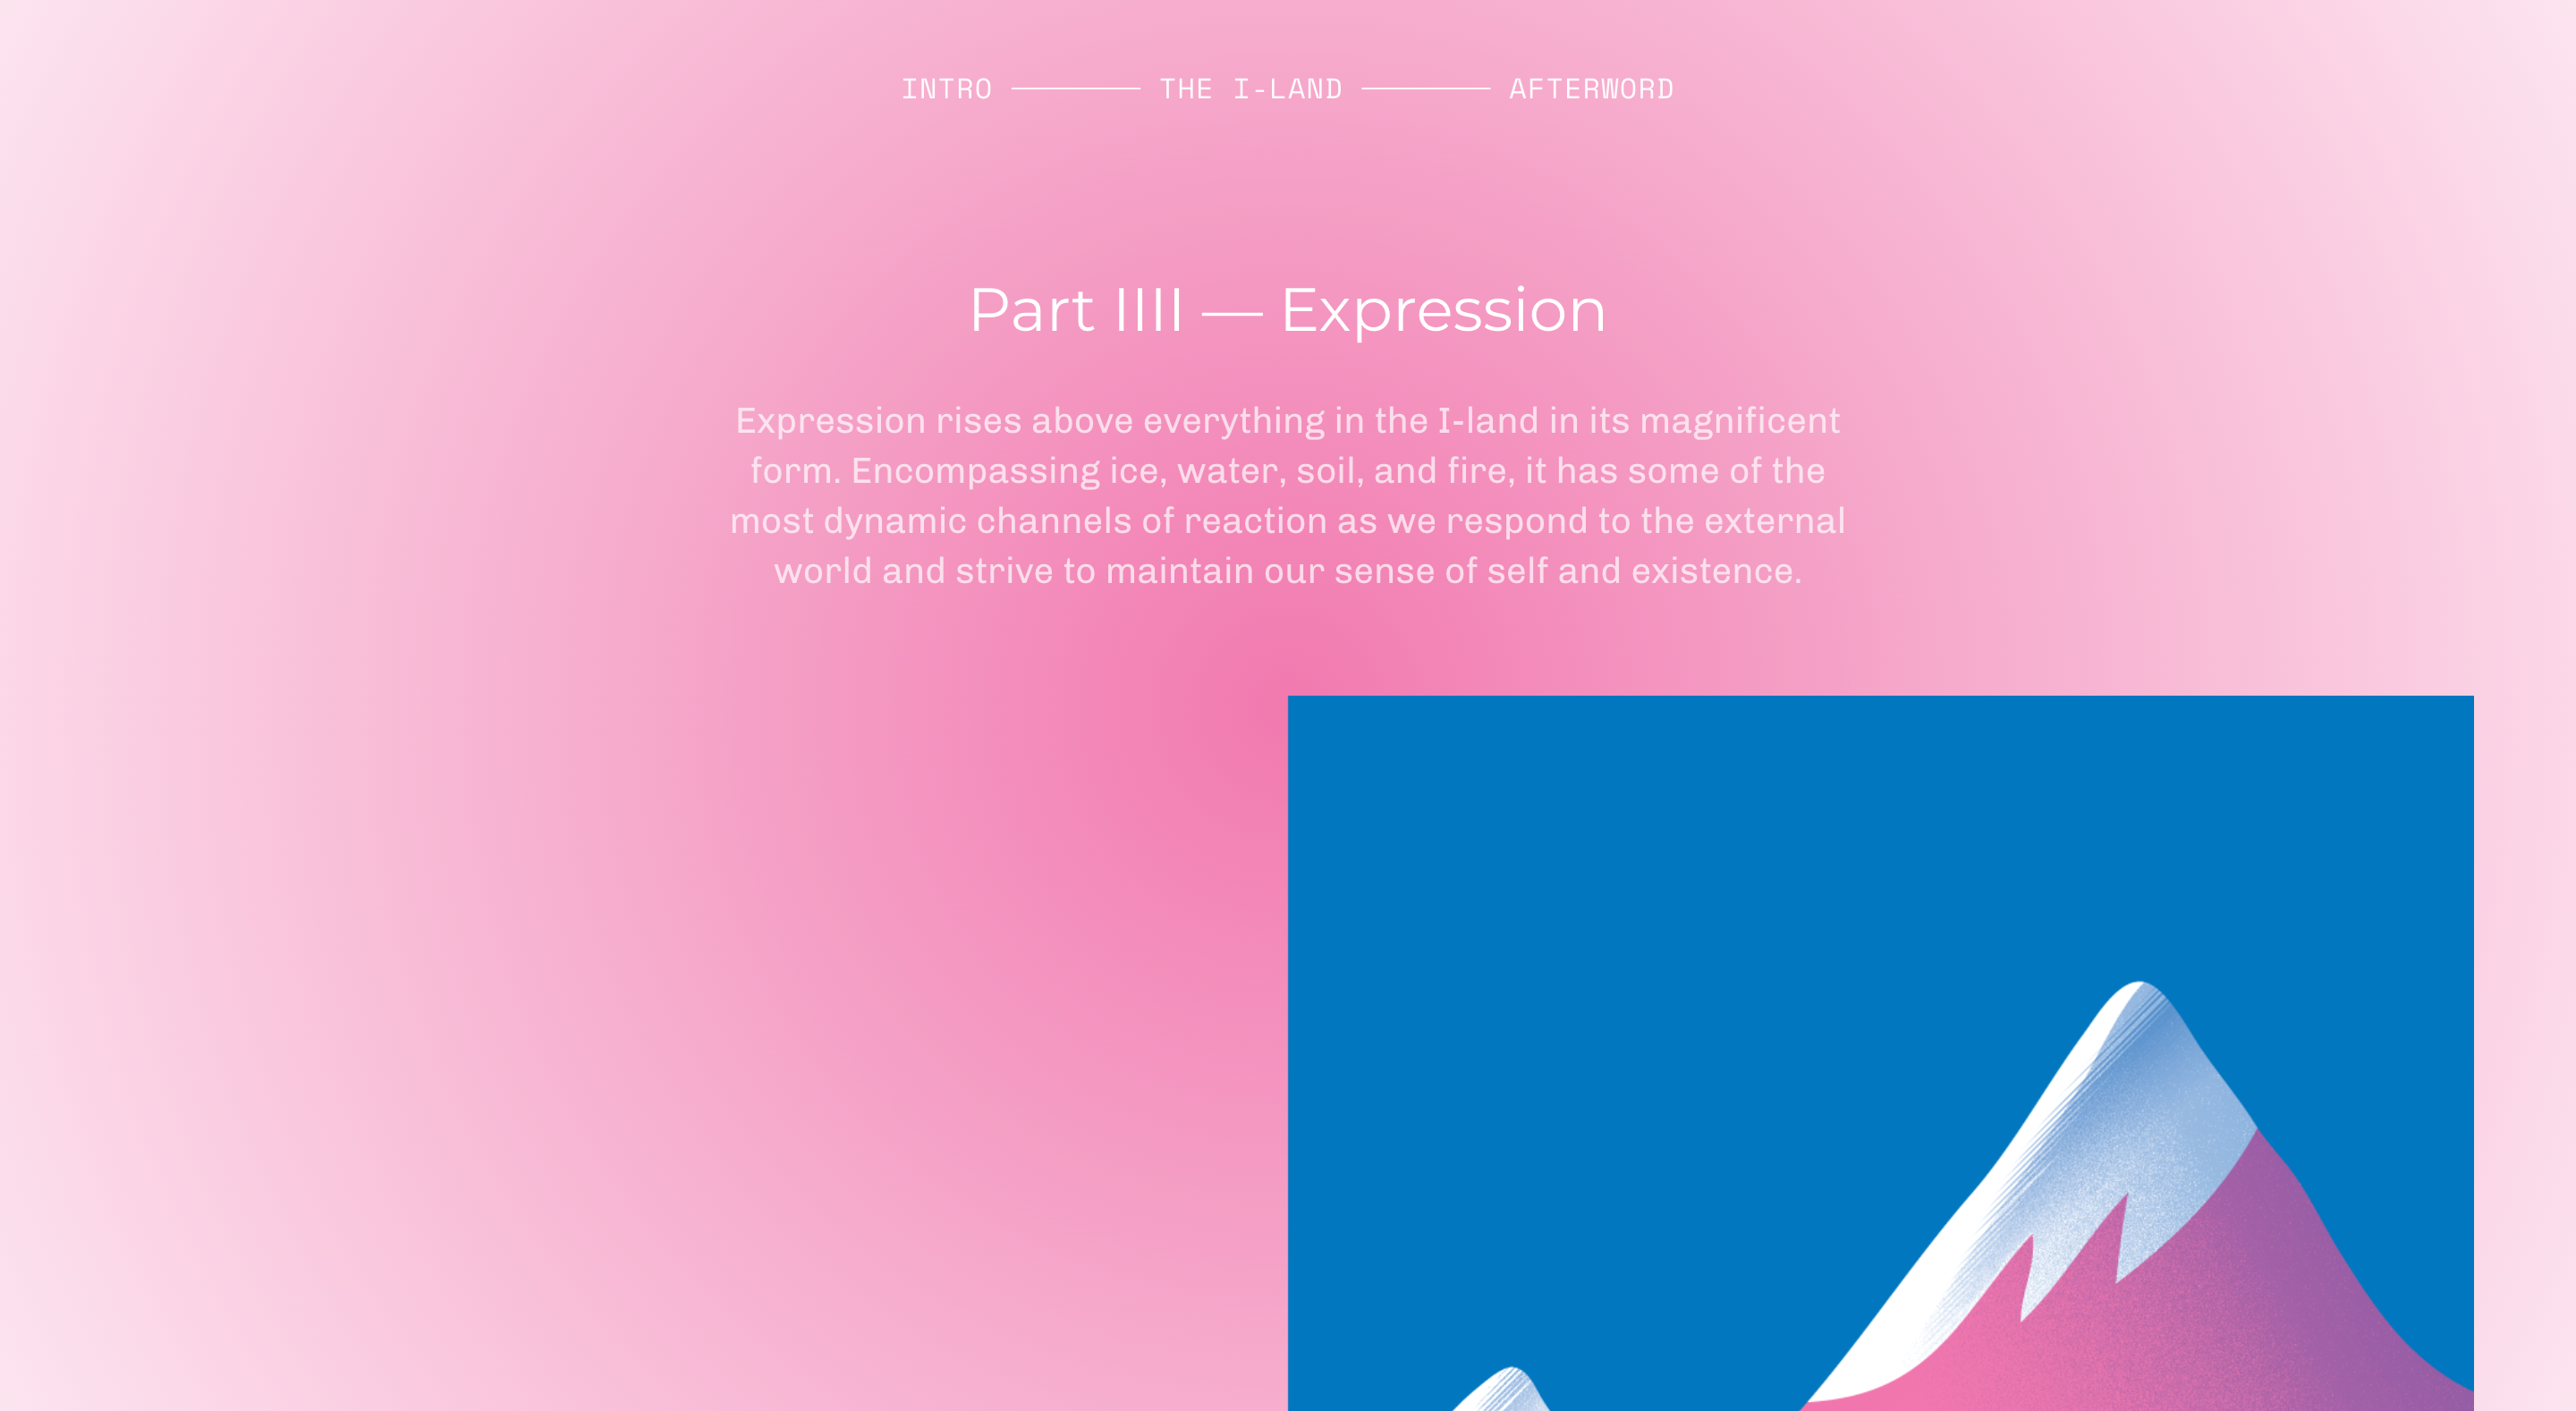 INTRO THE I-LAND AFTERWORD
Part IIII — Expression
Expression rises above everything in the I-land in its magnificent
form. Encompassing ice, water, soil, and fire, it has some of the
most dynamic channels of reaction as we respond to the external
world and strive to maintain our sense of self and existence.